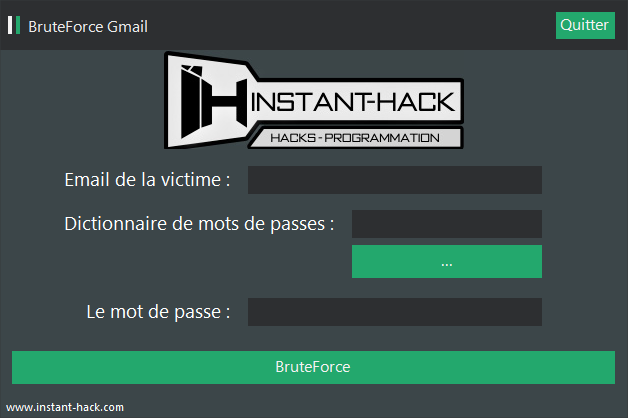 BruteForce Gmail
Quitter
INSTANT-HACK
HACKS - PROGRAMMATION
Email de la victime :
Dictionnaire de mots de passes :
...
Le mot de passe :
BruteForce
www.instant-hack.com